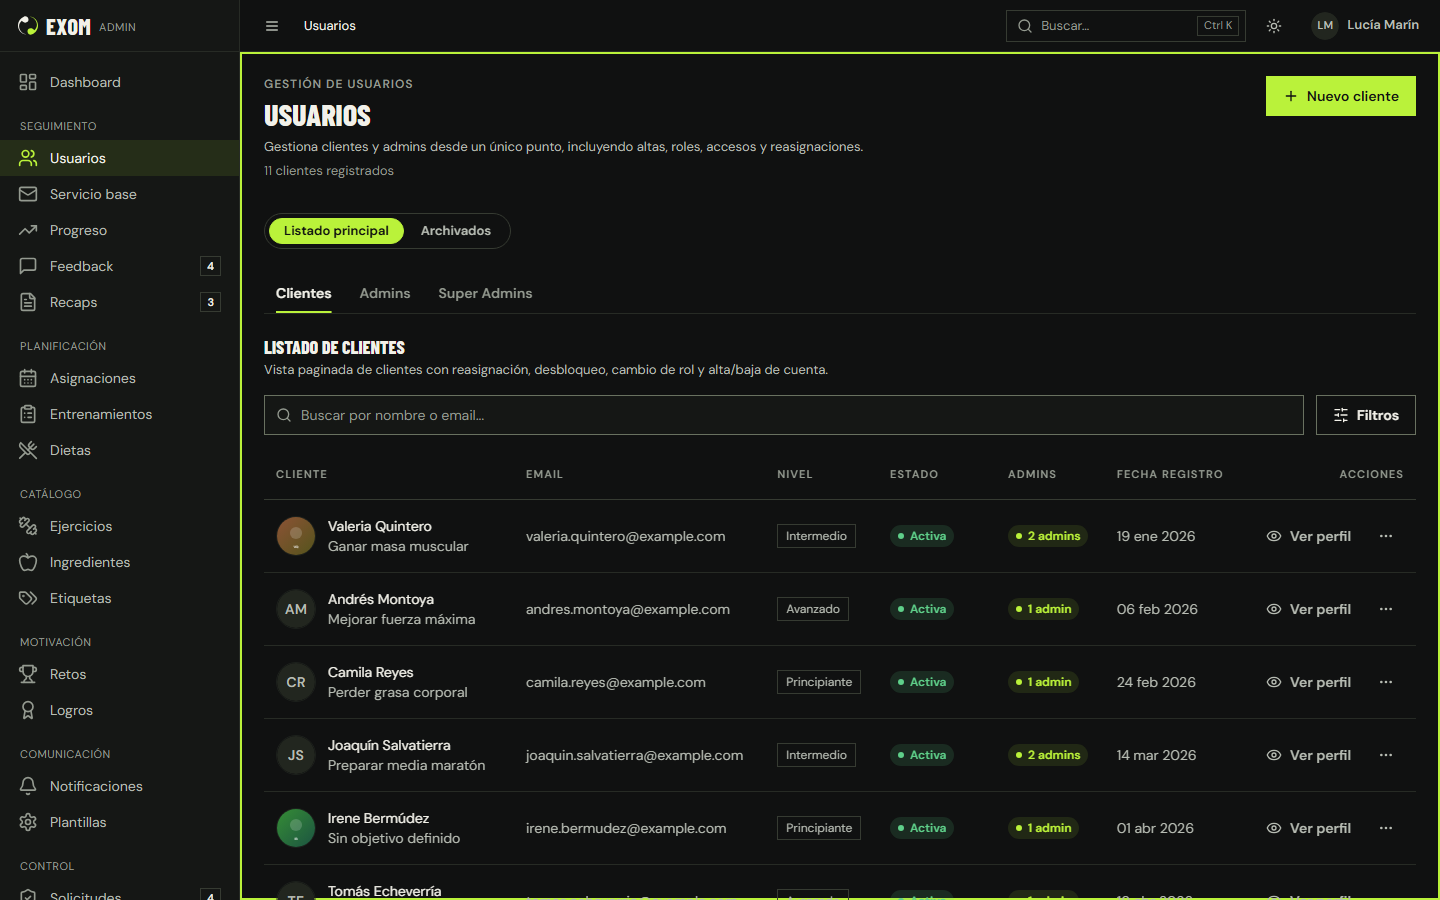 EXOM ADMIN
Usuarios
Buscar...
Ctrl K
LM
Lucía Marín
Dashboard
SEGUIMIENTO
Usuarios
Servicio base
Progreso
Feedback 4
Recaps 3
PLANIFICACIÓN
Asignaciones
Entrenamientos
Dietas
CATÁLOGO
Ejercicios
Ingredientes
Etiquetas
MOTIVACIÓN
Retos
Logros
COMUNICACIÓN
Notificaciones
Plantillas
CONTROL
Solicitudes 4
GESTIÓN DE USUARIOS
USUARIOS
Gestiona clientes y admins desde un único punto, incluyendo altas, roles, accesos y reasignaciones.
11 clientes registrados
+ Nuevo cliente
Listado principal Archivados
Clientes Admins Super Admins
LISTADO DE CLIENTES
Vista paginada de clientes con reasignación, desbloqueo, cambio de rol y alta/baja de cuenta.
Buscar por nombre o email...
Filtros
CLIENTE EMAIL NIVEL ESTADO ADMINS FECHA REGISTRO ACCIONES
Valeria Quintero
Ganar masa muscular
valeria.quintero@example.com Intermedio Activa 2 admins 19 ene 2026 Ver perfil ...
AM
Andrés Montoya
Mejorar fuerza máxima
andres.montoya@example.com Avanzado Activa 1 admin 06 feb 2026 Ver perfil ...
CR
Camila Reyes
Perder grasa corporal
camila.reyes@example.com Principiante Activa 1 admin 24 feb 2026 Ver perfil ...
JS
Joaquín Salvatierra
Preparar media maratón
joaquin.salvatierra@example.com Intermedio Activa 2 admins 14 mar 2026 Ver perfil ...
Irene Bermúdez
Sin objetivo definido
irene.bermudez@example.com Principiante Activa 1 admin 01 abr 2026 Ver perfil ...
TE
Tomás Echeverría